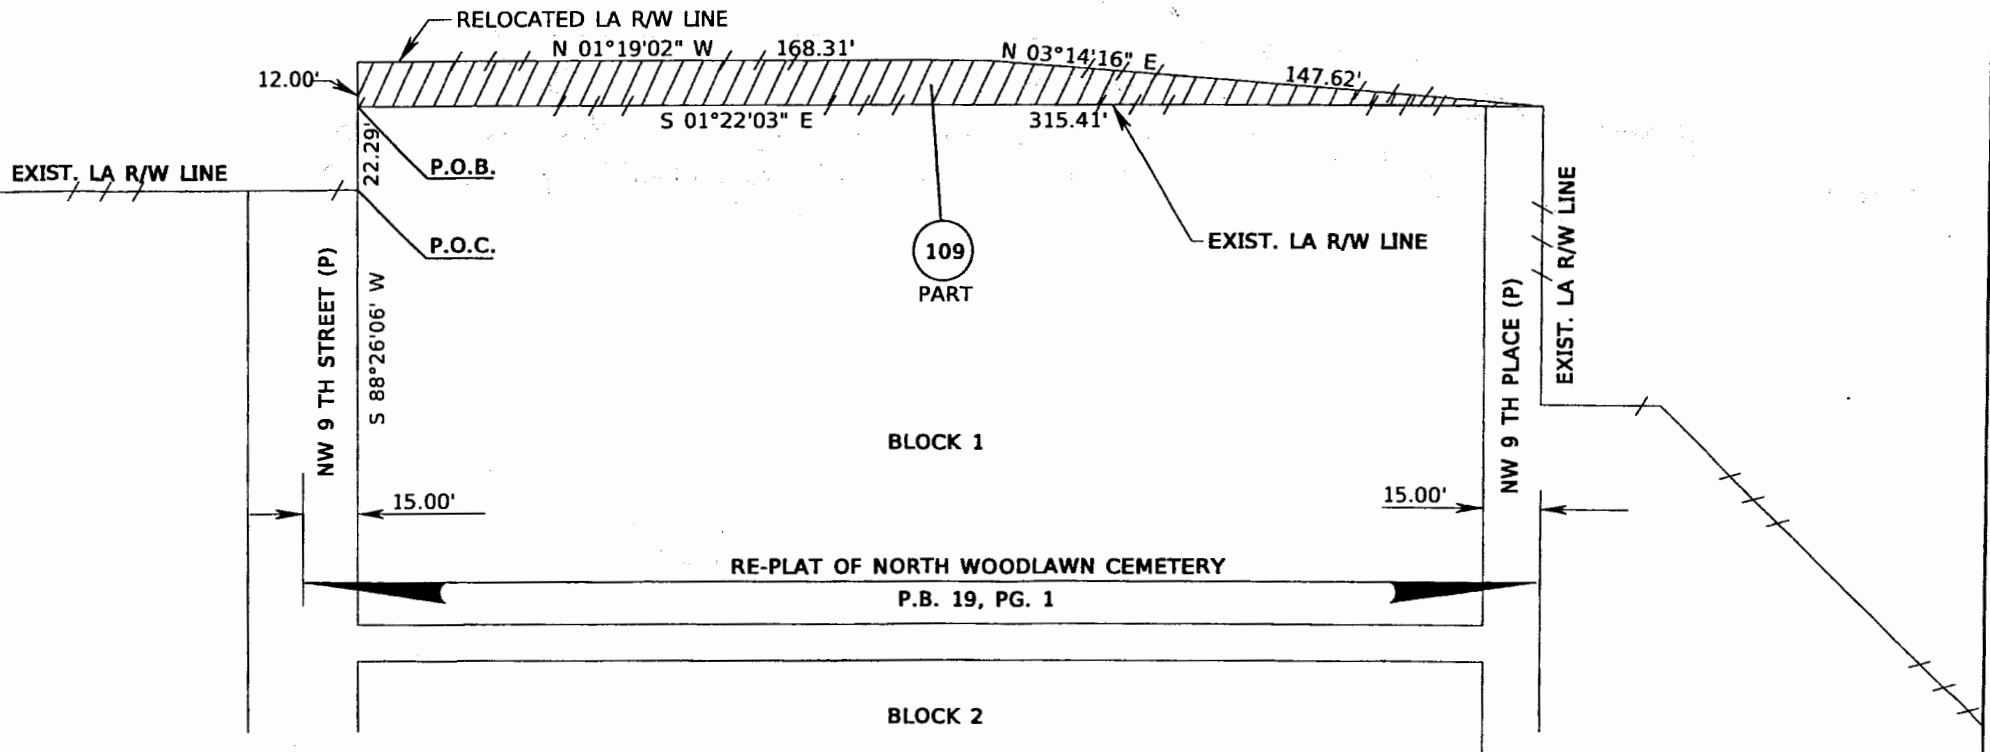 RELOCATED LA R/W LINE
N 01°19'02" W 168.31'
N 03°14'16" E
147.62'
12.00'
S 01°22'03" E 315.41'
22.29'
P.O.B.
EXIST. LA R/W LINE
P.O.C.
EXIST. LA R/W LINE
109
PART
EXIST. LA R/W LINE
NW 9 TH STREET (P)
S 88°26'06' W
NW 9 TH PLACE (P)
BLOCK 1
15.00'
15.00'
RE-PLAT OF NORTH WOODLAWN CEMETERY
P.B. 19, PG. 1
BLOCK 2